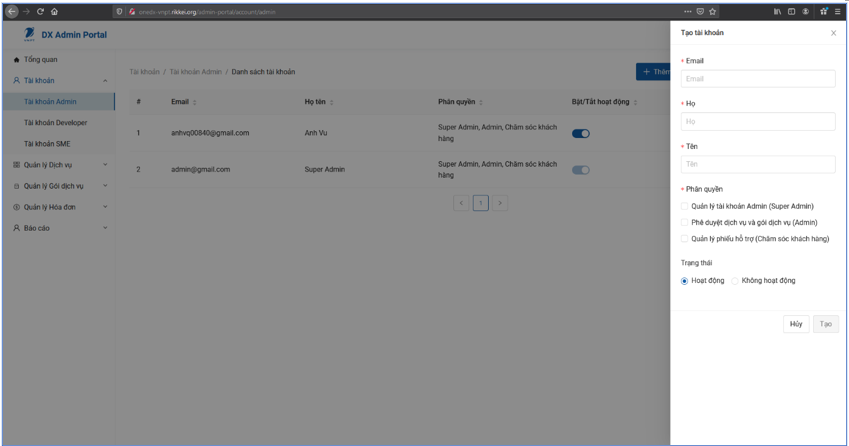 onedx-vnpt.rikkei.org/admin-portal/account/admin
VNPT
DX Admin Portal
Tổng quan
Tài khoản
Tài khoản Admin
Tài khoản Developer
Tài khoản SME
Quản lý Dịch vụ
Quản lý Gói dịch vụ
Quản lý Hóa đơn
Báo cáo
Tài khoản / Tài khoản Admin / Danh sách tài khoản
+ Thêm
# Email Họ tên Phân quyền Bật/Tắt hoạt động
1 anhvq00840@gmail.com Anh Vu Super Admin, Admin, Chăm sóc khách
hàng
2 admin@gmail.com Super Admin Super Admin, Admin, Chăm sóc khách
hàng
< 1 >
Tạo tài khoản
* Email
Email
* Họ
Họ
* Tên
Tên
* Phân quyền
Quản lý tài khoản Admin (Super Admin)
Phê duyệt dịch vụ và gói dịch vụ (Admin)
Quản lý phiếu hỗ trợ (Chăm sóc khách hàng)
Trạng thái
Hoạt động Không hoạt động
Hủy Tạo